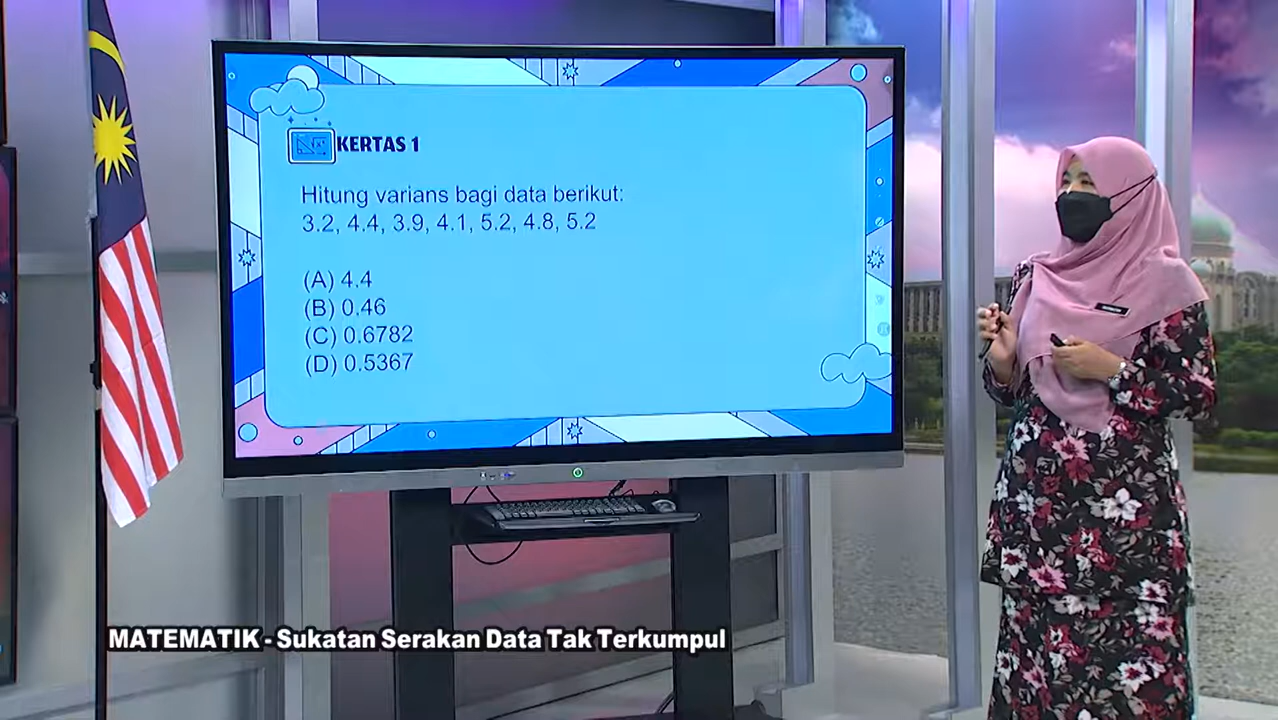 KERTAS 1
Hitung varians bagi data berikut:
3.2, 4.4, 3.9, 4.1, 5.2, 4.8, 5.2
(A) 4.4
(B) 0.46
(C) 0.6782
(D) 0.5367
MATEMATIK - Sukatan Serakan Data Tak Terkumpul